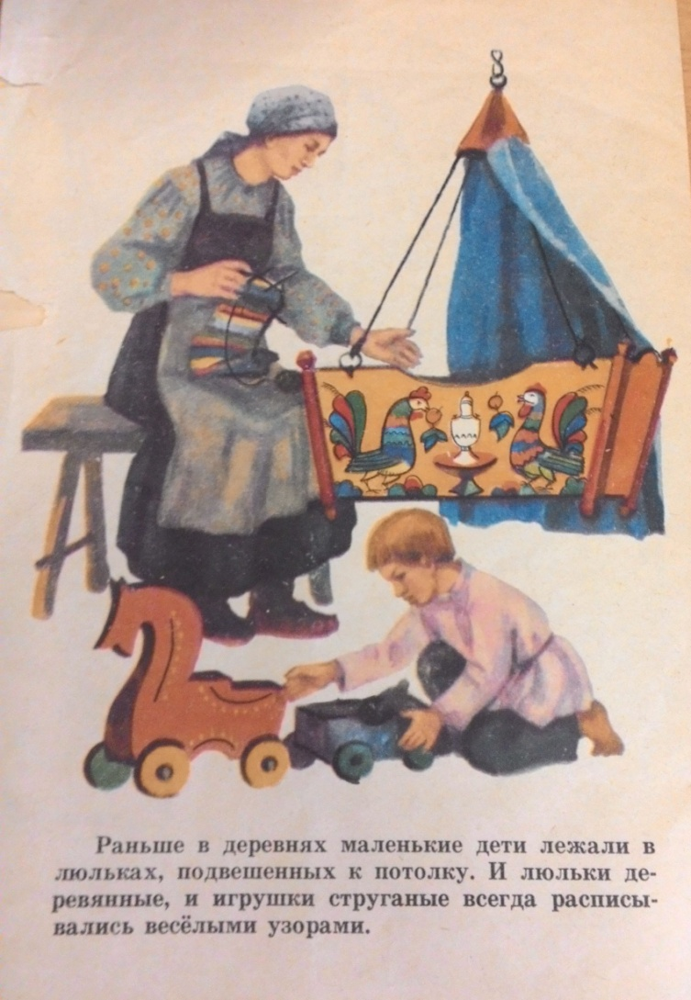 Раньше в деревнях маленькие дети лежали в
люльках, подвешенных к потолку. И люльки де-
ревянные, и игрушки струганые всегда расписы-
вались весёлыми узорами.